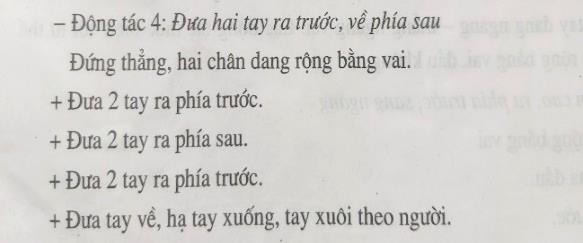 – Động tác 4: Đưa hai tay ra trước, về phía sau
Đứng thẳng, hai chân dang rộng bằng vai.
+ Đưa 2 tay ra phía trước.
+ Đưa 2 tay ra phía sau.
+ Đưa 2 tay ra phía trước.
+ Đưa tay về, hạ tay xuống, tay xuôi theo người.